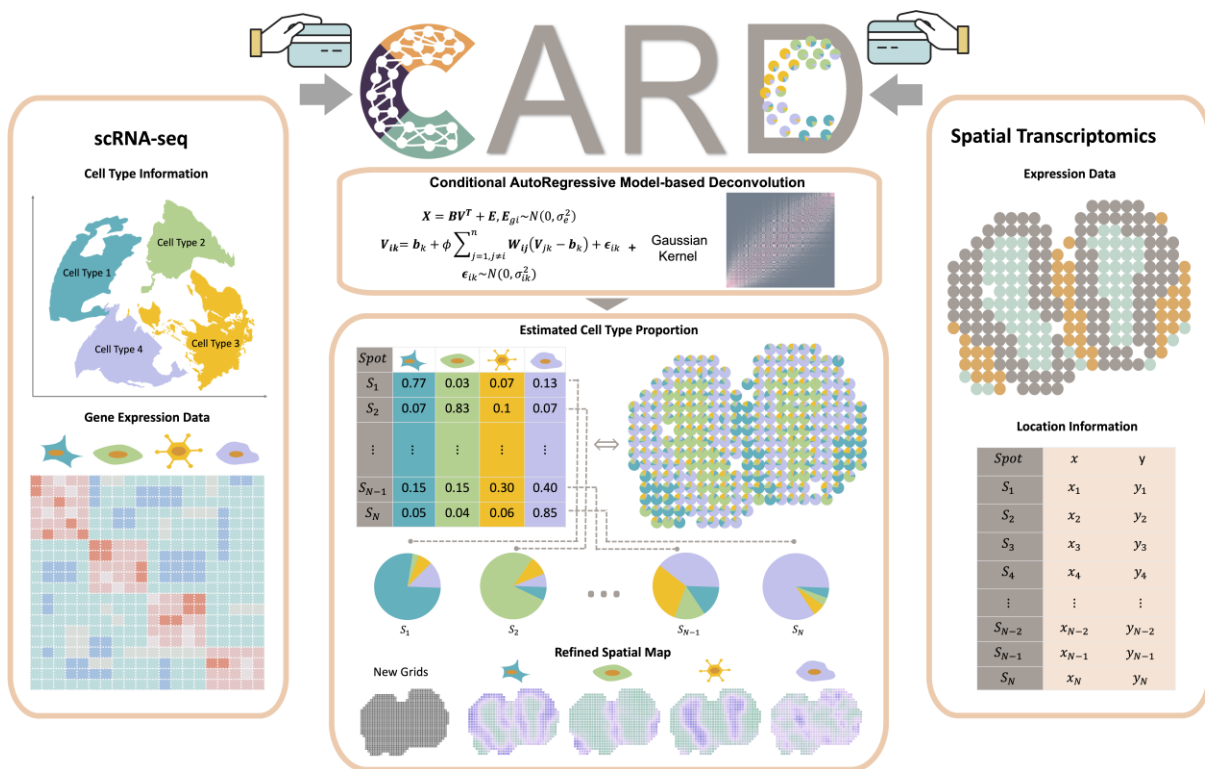 CARD
scRNA-seq
Cell Type Information
Cell Type 1
Cell Type 2
Cell Type 3
Cell Type 4
Gene Expression Data
Conditional AutoRegressive Model-based Deconvolution
X = BV^T + E, E_gi~N(0, σ_e^2)
V_ik= b_k + ϕ ∑_{j=1,j≠i}^n W_ij(V_jk − b_k) + ϵ_ik +
ϵ_ik~N(0, σ_ik^2)
Gaussian
Kernel
Estimated Cell Type Proportion
Spot
S_1 0.77 0.03 0.07 0.13
S_2 0.07 0.83 0.1 0.07
⋮ ⋮ ⋮ ⋮ ⋮
S_{N−1} 0.15 0.15 0.30 0.40
S_N 0.05 0.04 0.06 0.85
⇔
S_1 S_2 ... S_{N−1} S_N
Refined Spatial Map
New Grids
Spatial Transcriptomics
Expression Data
Location Information
Spot x y
S_1 x_1 y_1
S_2 x_2 y_2
S_3 x_3 y_3
S_4 x_4 y_4
⋮ ⋮ ⋮
S_{N−2} x_{N−2} y_{N−2}
S_{N−1} x_{N−1} y_{N−1}
S_N x_N y_N